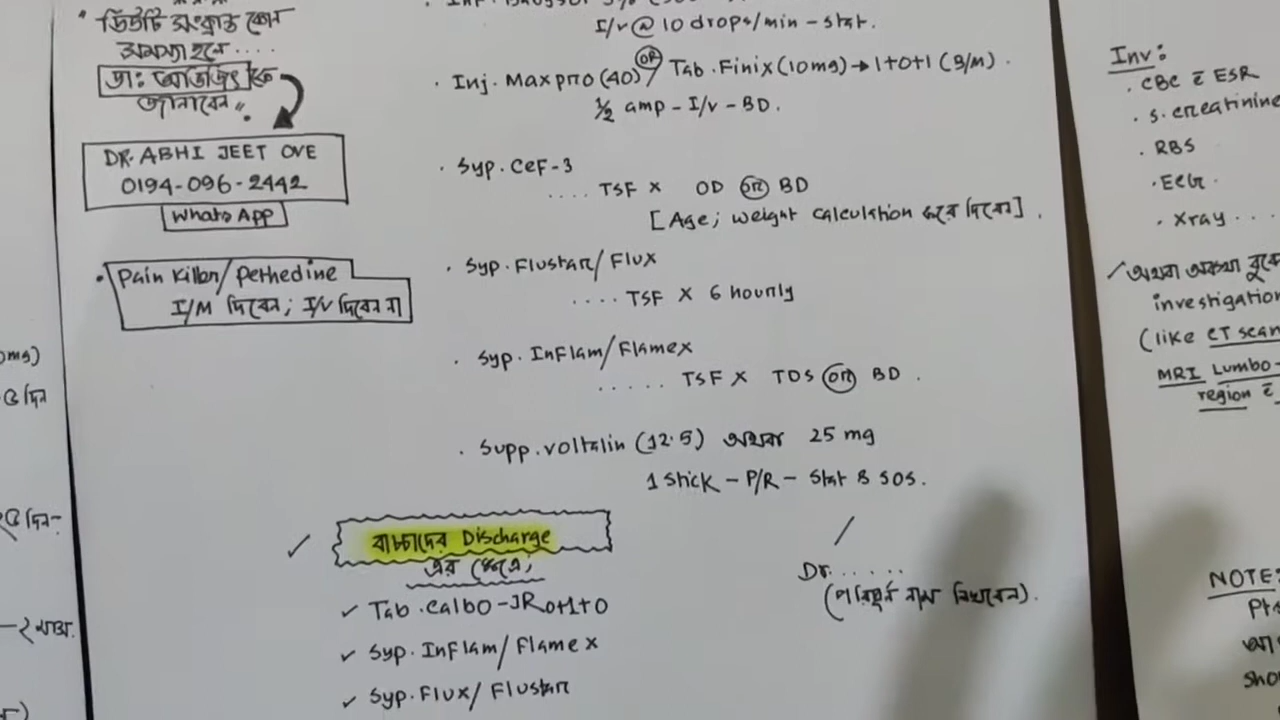 " ডিউটি সংক্রান্ত কোন
সমস্যা হলে ....
ডা: অভিজিৎ কে
জানাবেন "
DR. ABHI JEET OVE
0194-096-2442
WhatsApp
• Pain Killer/ Pethedine
I/M দিবেন ; I/V দিবেন না
I/v @ 10 drops/min - stat.
• Inj. Maxpro (40) / OR Tab. Finix (10mg) → 1+0+1 (B/M) .
½ amp - I/v - BD.
• Syp. CeF-3
.... TSF × OD or BD
[ Age ; weight calculation করে দিবেন ] .
• Syp. Flustar/ Flux
.... TSF × 6 hourly
• Syp. InFlam/Flamex
..... TSF × TDS or BD .
• Supp. voltalin (12.5) অথবা 25 mg
1 stick - P/R - stat & SOS.
/
Dr. .....
(পরিপূর্ন নাম লিখবেন).
✓ বাচ্চাদের Discharge
এর ক্ষেত্রে ;
✓ Tab. Calbo-JR 0+1+0
✓ Syp. InFlam/ Flamex
✓ Syp. Flux/ Flustar
Inv :
• CBC c̄ ESR
• S. creatinine
• RBS
• ECG.
• Xray ....
✓ অথবা অবস্থা বুঝে
investigation
(like CT scan
MRI Lumbo-
region c̄
NOTE:
Pt